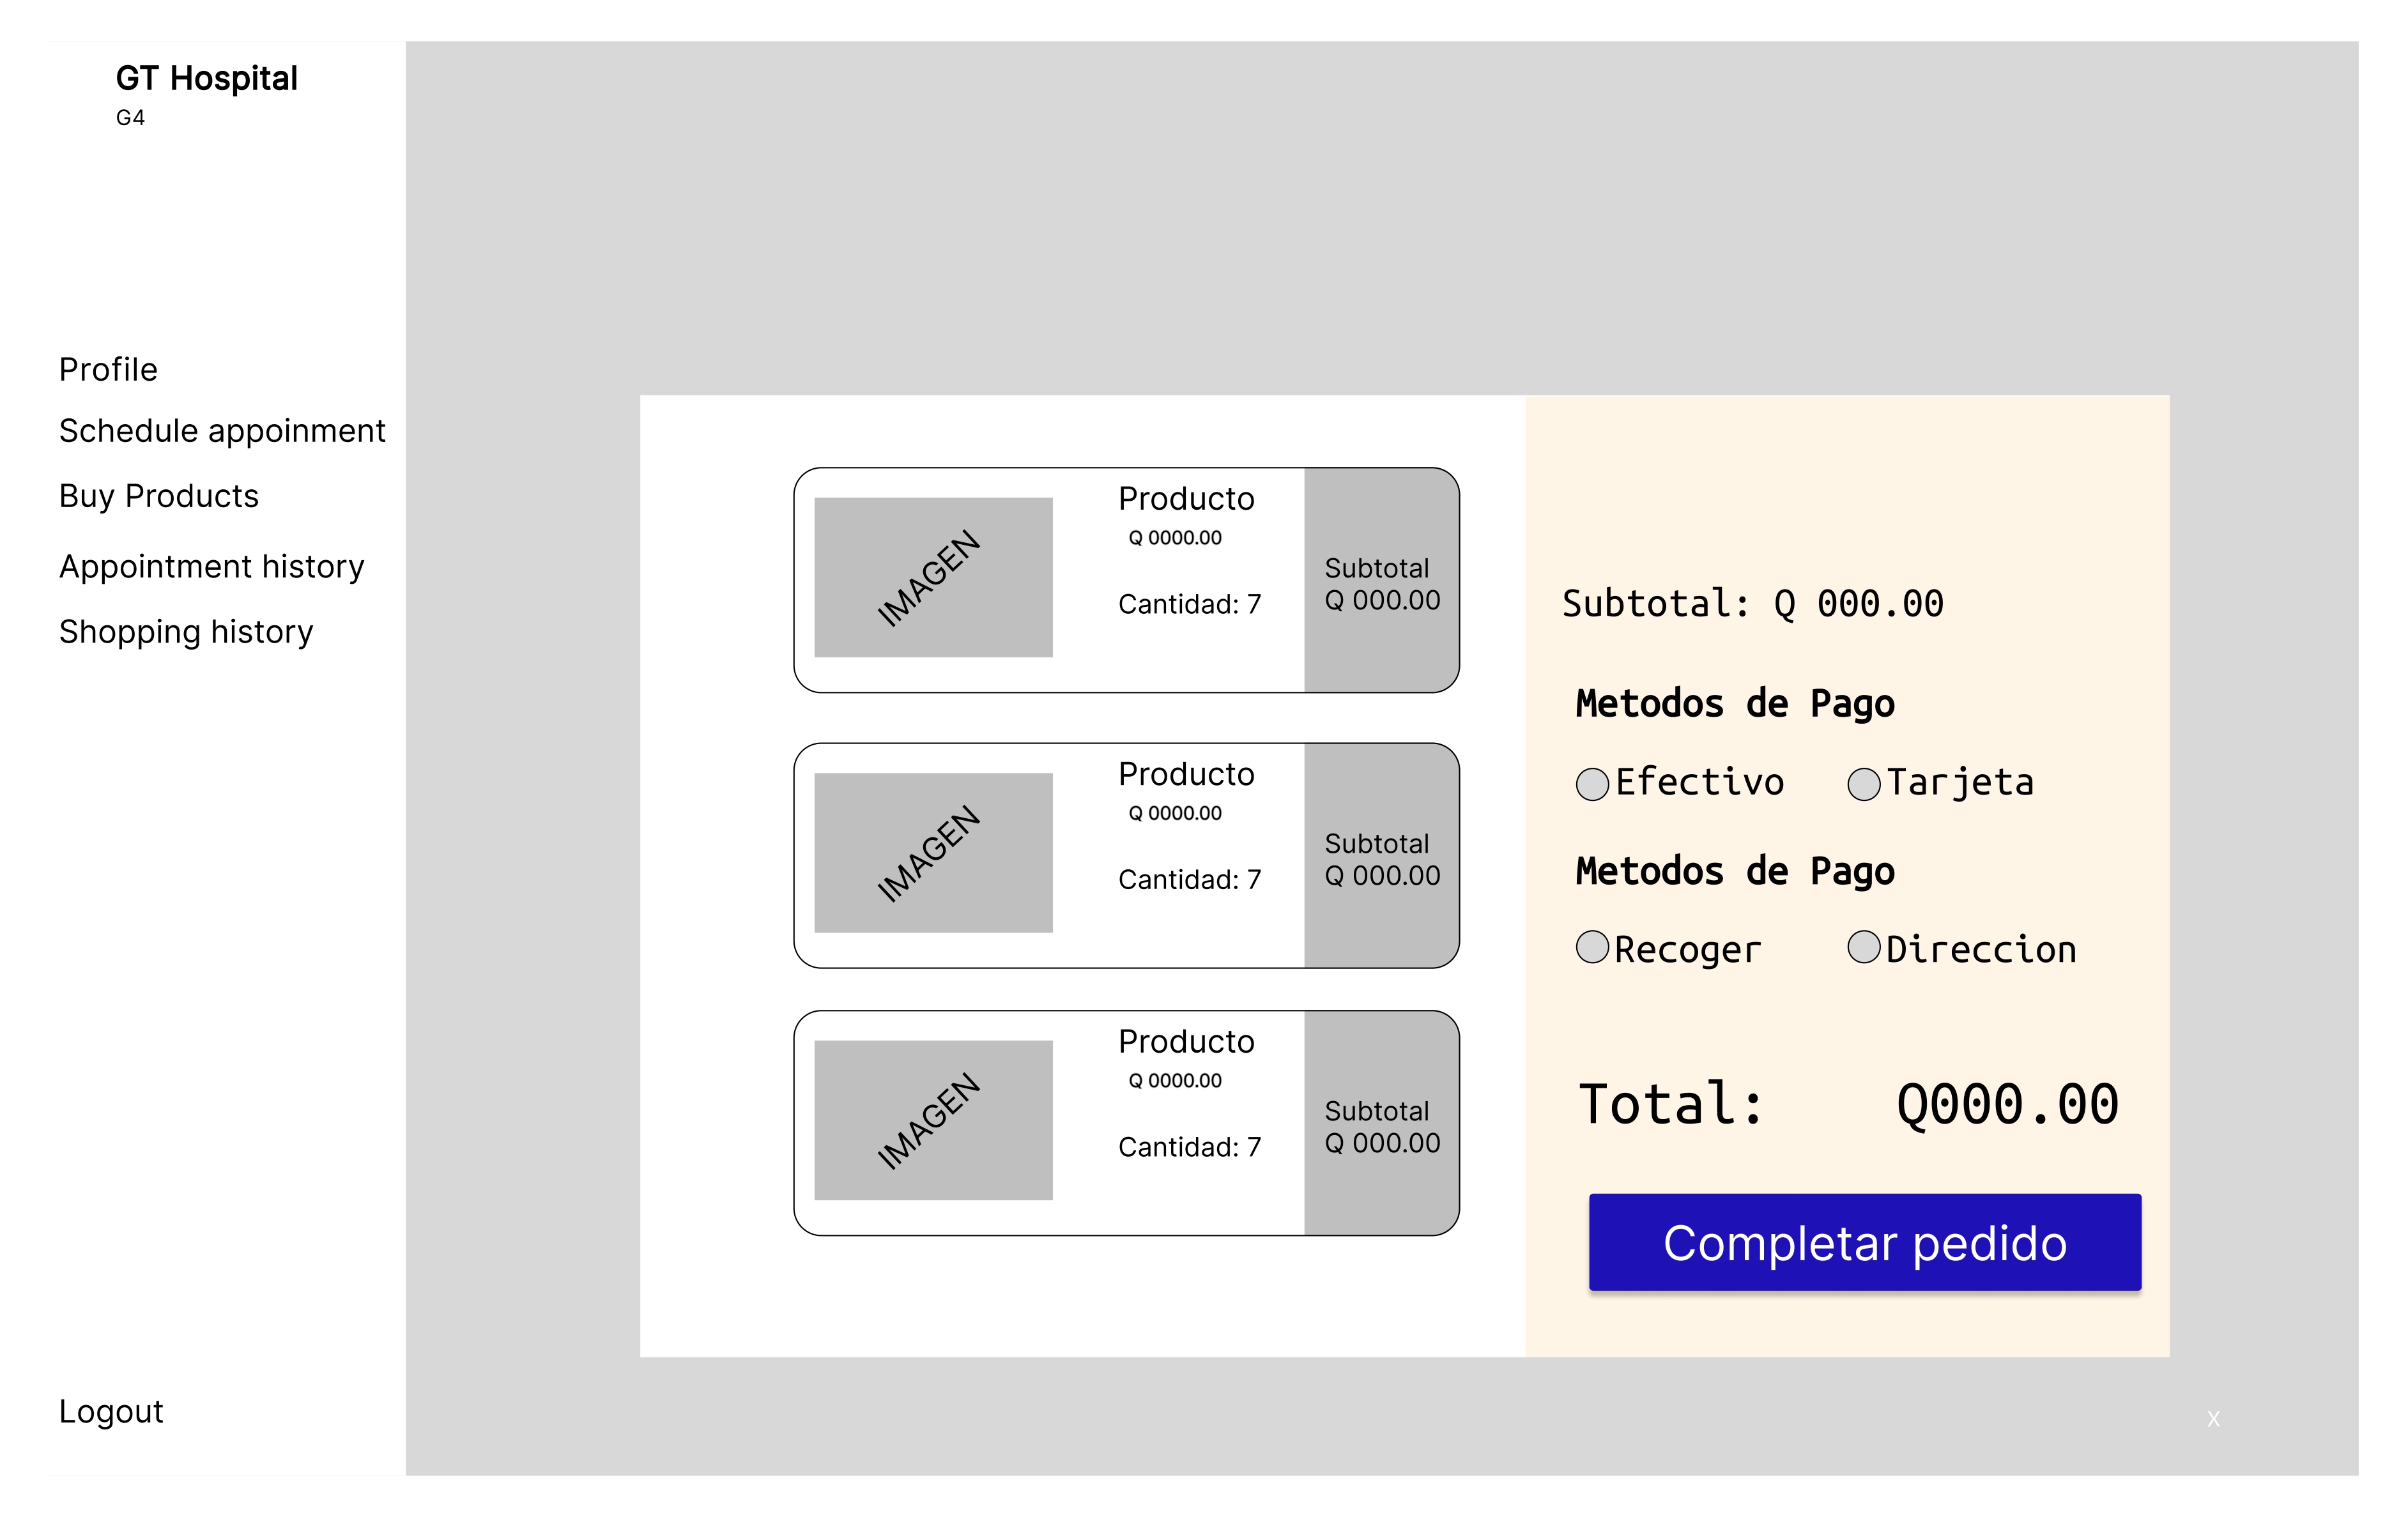 GT Hospital
G4
Profile
Schedule appoinment
Buy Products
Appointment history
Shopping history
Logout
IMAGEN
Producto
Q 0000.00
Cantidad: 7
Subtotal
Q 000.00
IMAGEN
Producto
Q 0000.00
Cantidad: 7
Subtotal
Q 000.00
IMAGEN
Producto
Q 0000.00
Cantidad: 7
Subtotal
Q 000.00
Subtotal: Q 000.00
Metodos de Pago
Efectivo Tarjeta
Metodos de Pago
Recoger Direccion
Total: Q000.00
Completar pedido
X